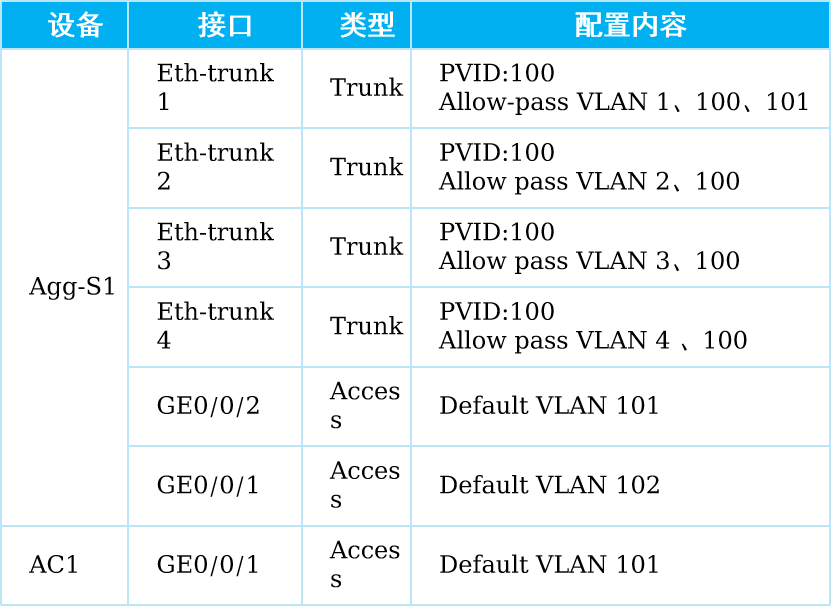 设备 接口 类型 配置内容
Agg-S1
Eth-trunk
1
Trunk
PVID:100
Allow-pass VLAN 1、100、101
Eth-trunk
2
Trunk
PVID:100
Allow pass VLAN 2、100
Eth-trunk
3
Trunk
PVID:100
Allow pass VLAN 3、100
Eth-trunk
4
Trunk
PVID:100
Allow pass VLAN 4 、100
GE0/0/2
Acces
s
Default VLAN 101
GE0/0/1
Acces
s
Default VLAN 102
AC1
GE0/0/1
Acces
s
Default VLAN 101